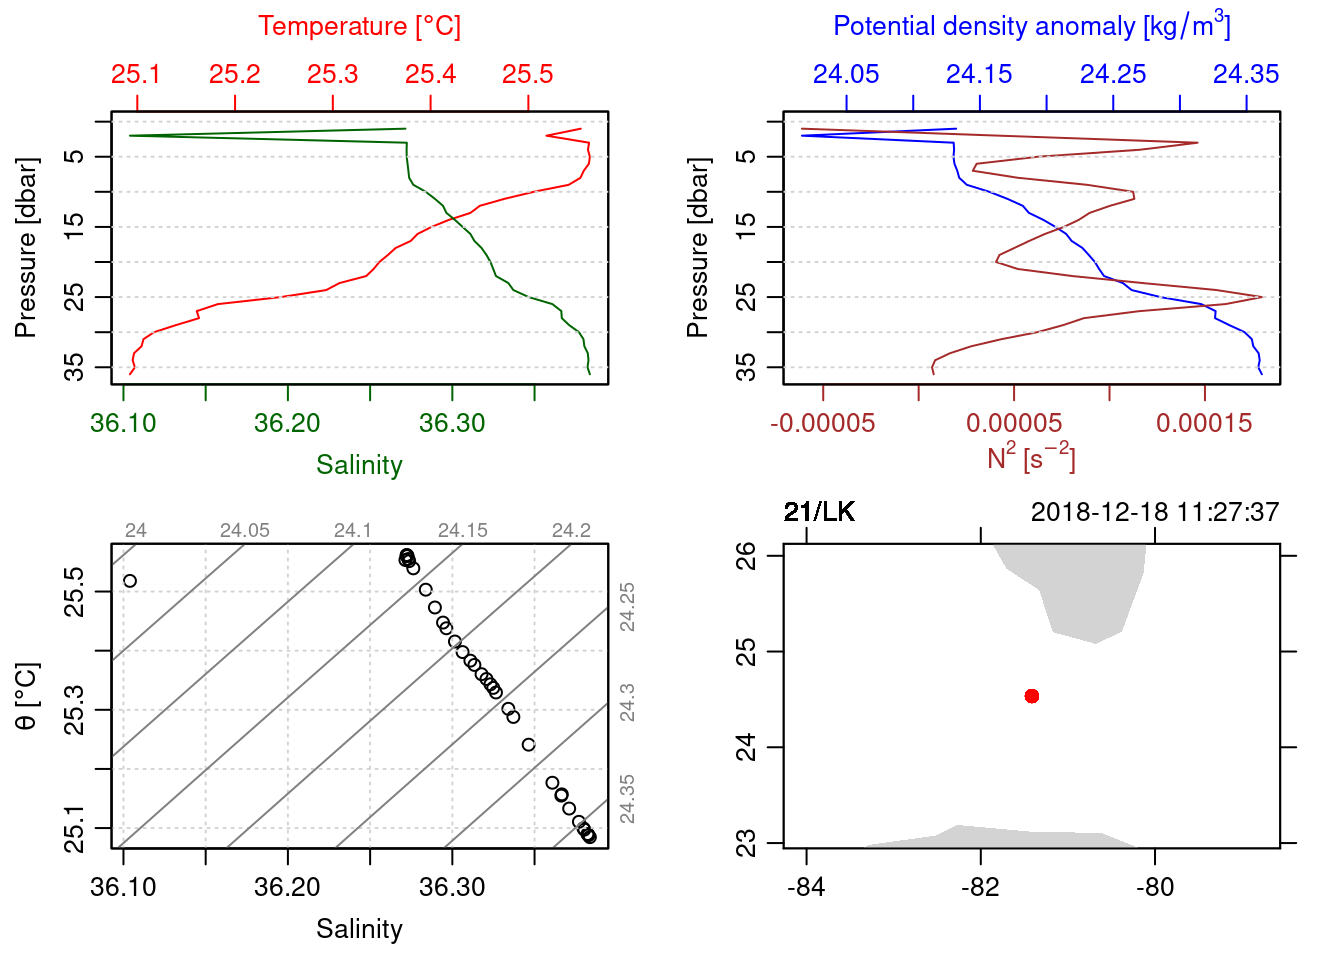 Temperature [°C]
25.1 25.2 25.3 25.4 25.5
Pressure [dbar]
5 15 25 35
36.10 36.20 36.30
Salinity
Potential density anomaly [kg/m³]
24.05 24.15 24.25 24.35
Pressure [dbar]
5 15 25 35
-0.00005 0.00005 0.00015
N² [s⁻²]
24 24.05 24.1 24.15 24.2
24.25
24.3
24.35
θ [°C]
25.5 25.3 25.1
36.10 36.20 36.30
Salinity
21/LK 2018-12-18 11:27:37
26 25 24 23
-84 -82 -80